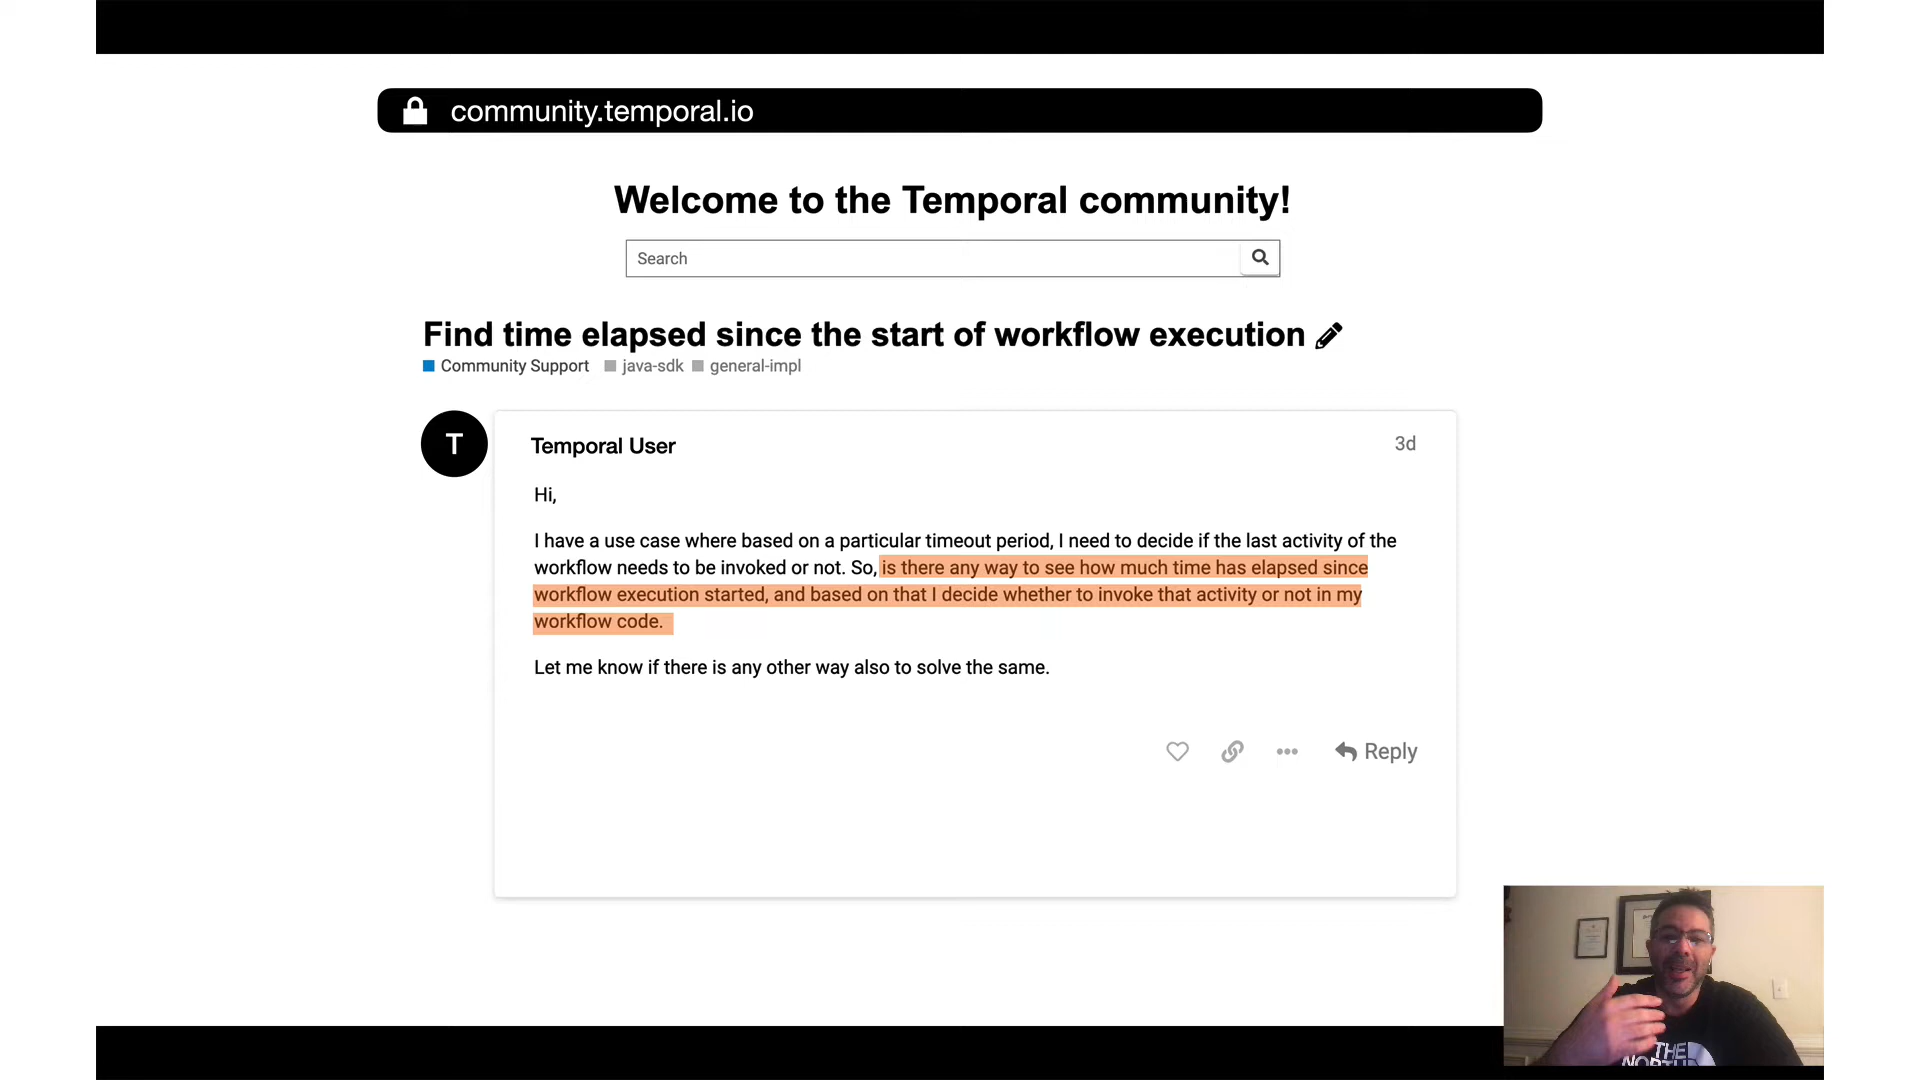 community.temporal.io
Welcome to the Temporal community!
Search
Find time elapsed since the start of workflow execution
Community Support java-sdk general-impl
T
Temporal User
3d
Hi,
I have a use case where based on a particular timeout period, I need to decide if the last activity of the
workflow needs to be invoked or not. So, is there any way to see how much time has elapsed since
workflow execution started, and based on that I decide whether to invoke that activity or not in my
workflow code.
Let me know if there is any other way also to solve the same.
Reply
THE